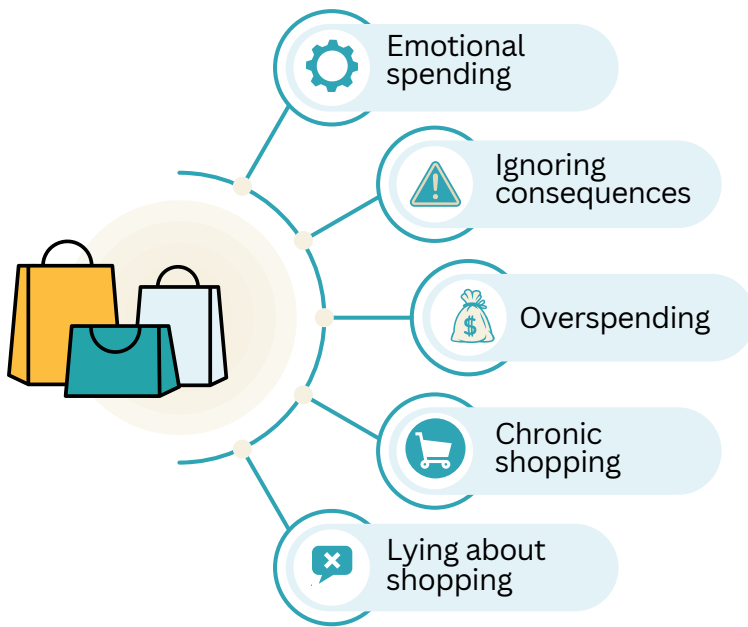 Emotional
spending
Ignoring
consequences
$
Overspending
Chronic
shopping
Lying about
shopping